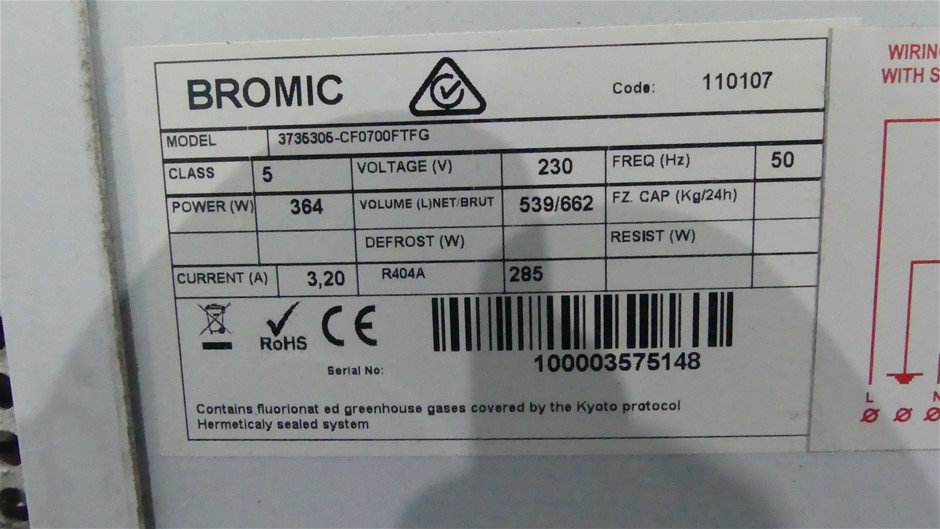 BROMIC Code: 110107
MODEL 3736306-CF0700FTFG
CLASS 5 VOLTAGE (V) 230 FREQ (Hz) 50
POWER (W) 364 VOLUME (L)NET/BRUT 539/662 FZ. CAP (Kg/24h)
DEFROST (W) RESIST (W)
CURRENT (A) 3,20 R404A 285
RoHS CE
Serial No: 100003575148
Contains fluorionat ed greenhouse gases covered by the Kyoto protocol
Hermeticaly sealed system
WIRIN
WITH S
L N